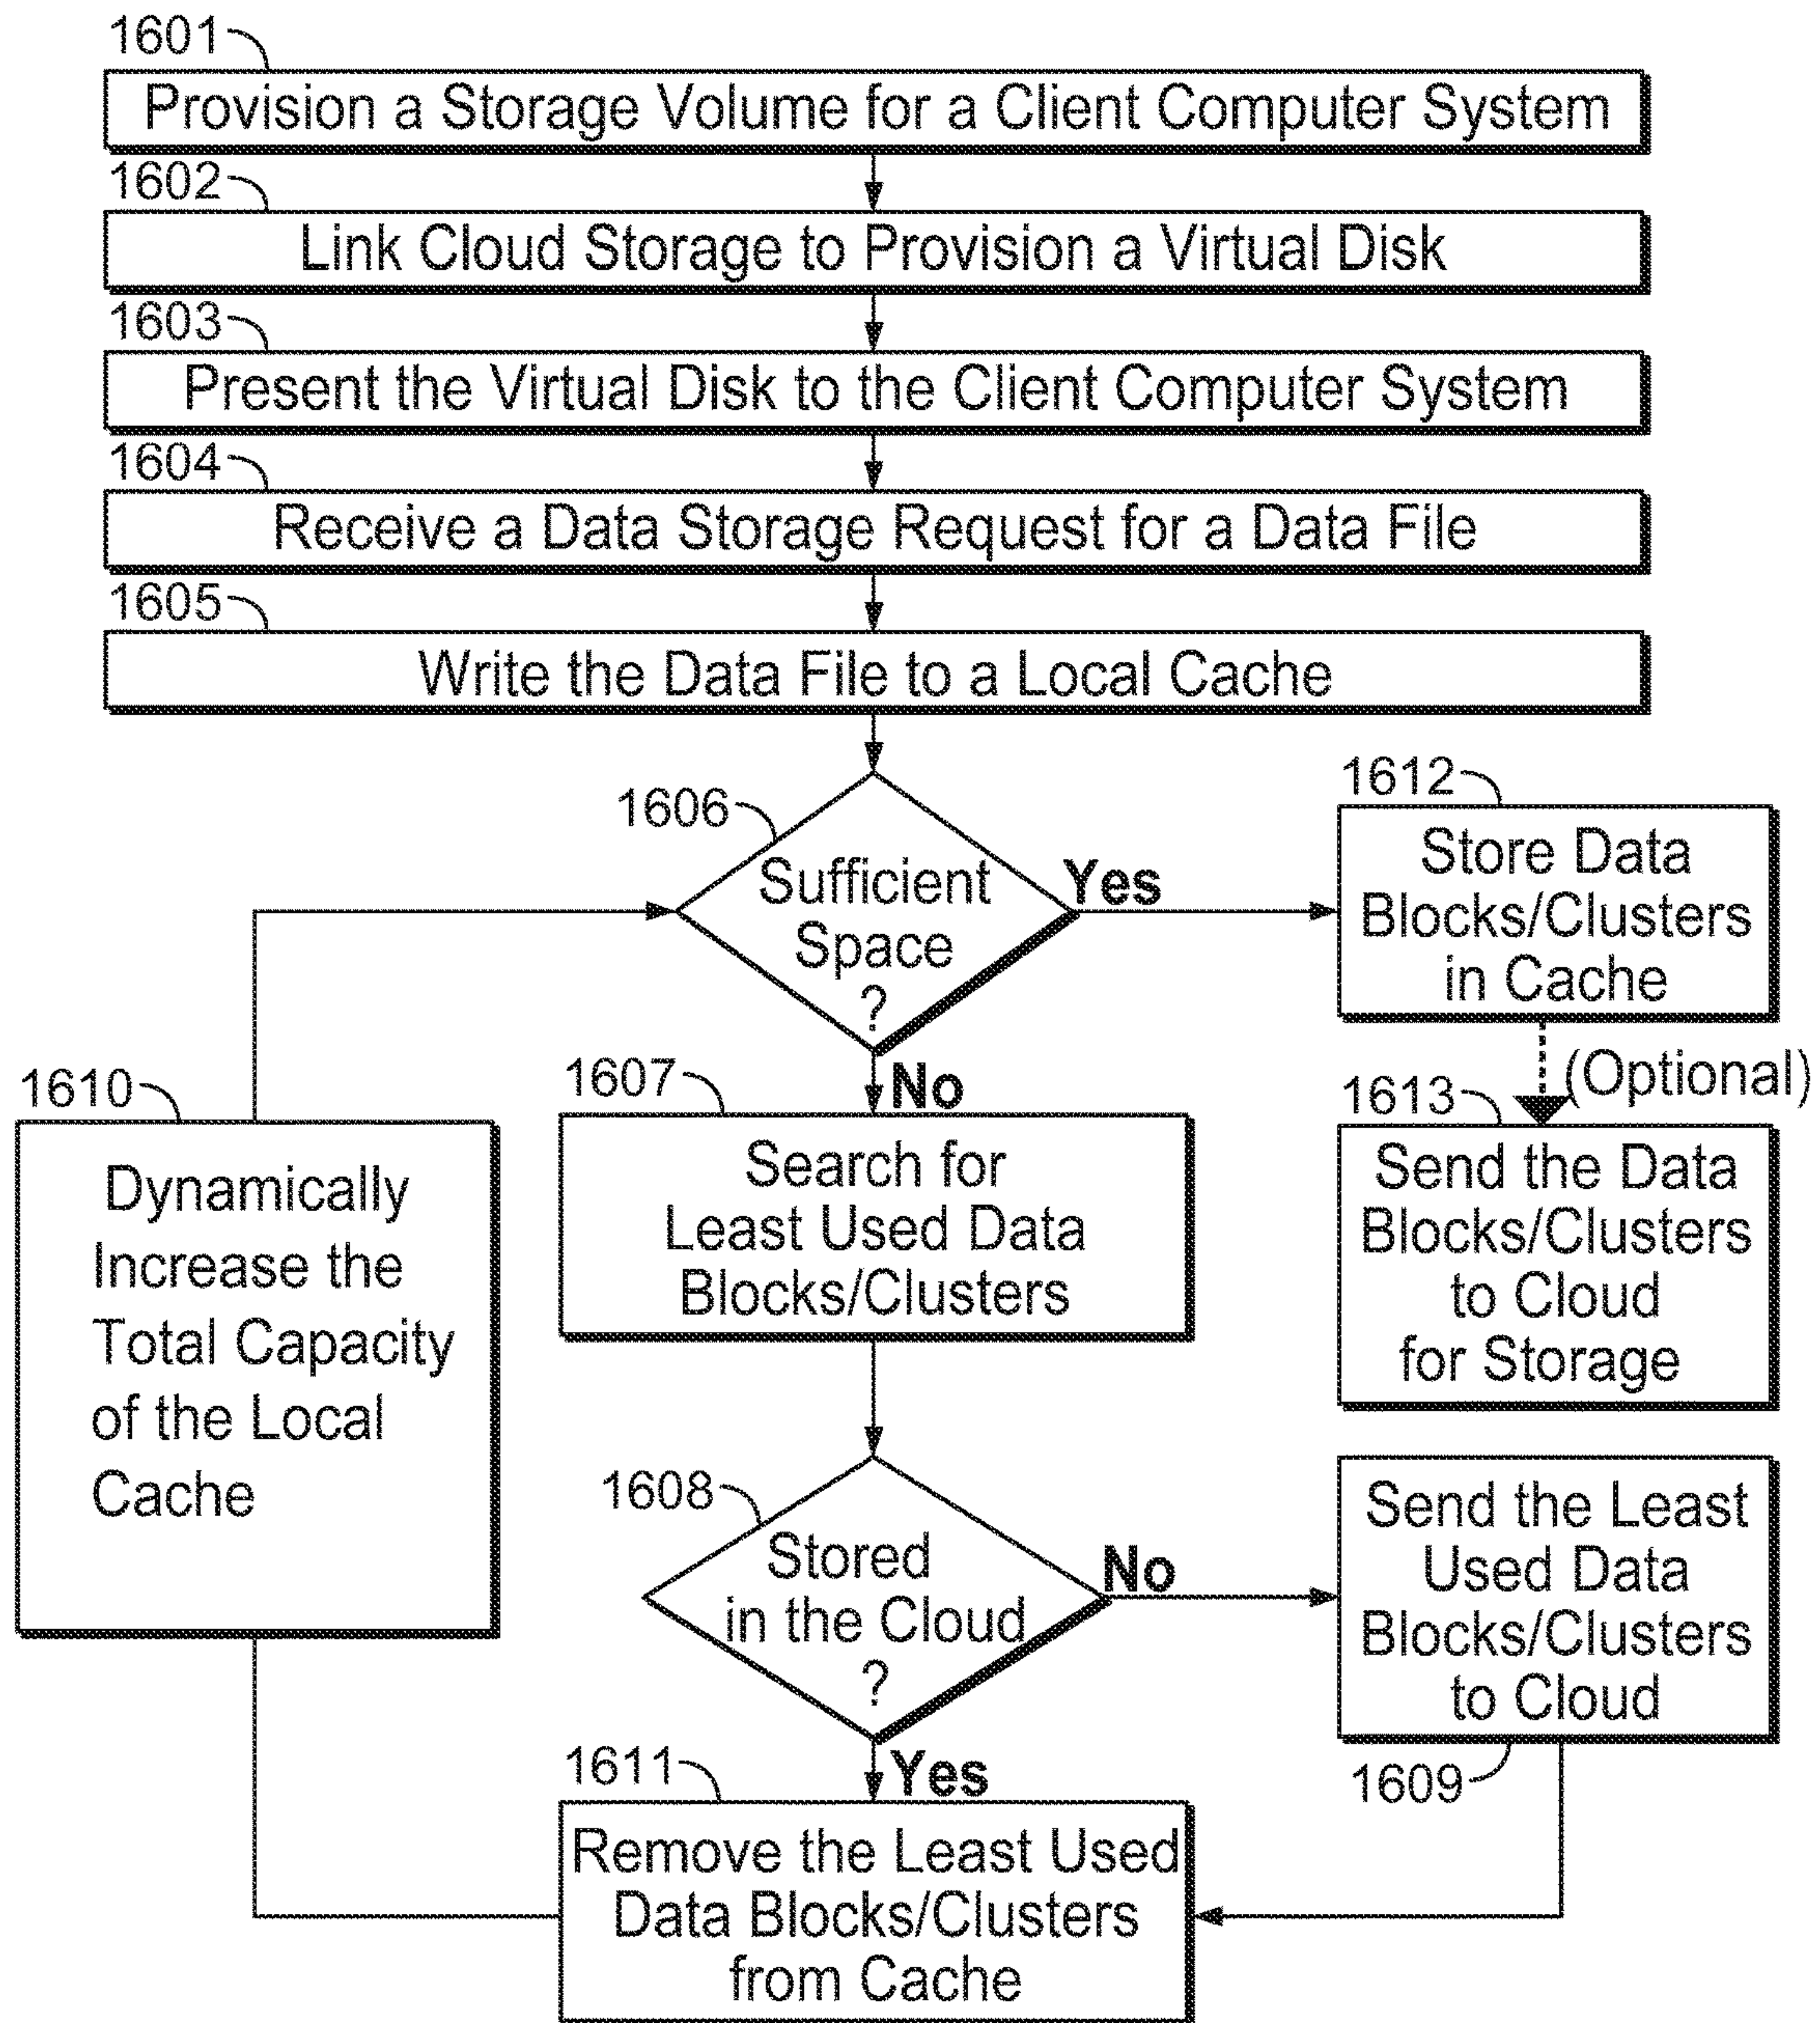 1601
Provision a Storage Volume for a Client Computer System
1602
Link Cloud Storage to Provision a Virtual Disk
1603
Present the Virtual Disk to the Client Computer System
1604
Receive a Data Storage Request for a Data File
1605
Write the Data File to a Local Cache
1606
Sufficient
Space
?
Yes
No
1612
Store Data
Blocks/Clusters
in Cache
(Optional)
1613
Send the Data
Blocks/Clusters
to Cloud
for Storage
1607
Search for
Least Used Data
Blocks/Clusters
1610
Dynamically
Increase the
Total Capacity
of the Local
Cache
1608
Stored
in the Cloud
?
No
Yes
Send the Least
Used Data
Blocks/Clusters
to Cloud
1609
1611
Remove the Least Used
Data Blocks/Clusters
from Cache